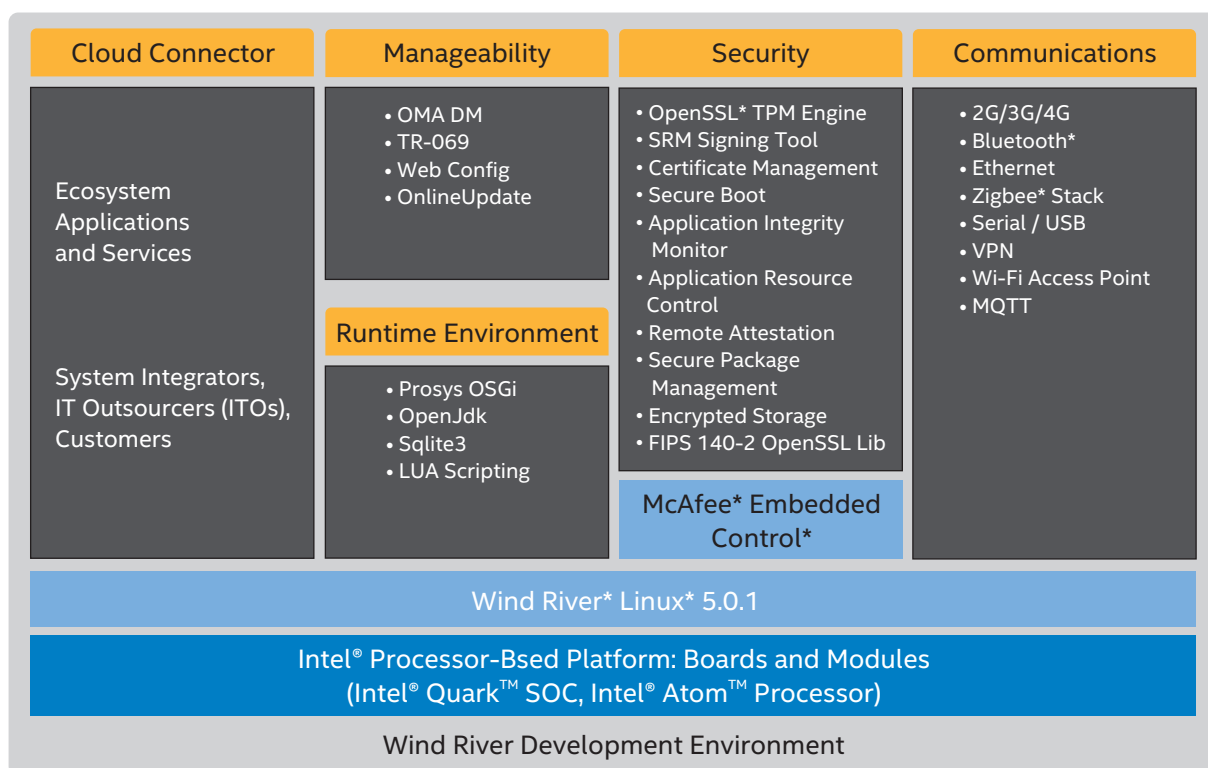 Cloud Connector
Ecosystem
Applications
and Services
System Integrators,
IT Outsourcers (ITOs),
Customers
Manageability
• OMA DM
• TR-069
• Web Config
• OnlineUpdate
Runtime Environment
• Prosys OSGi
• OpenJdk
• Sqlite3
• LUA Scripting
Security
• OpenSSL* TPM Engine
• SRM Signing Tool
• Certificate Management
• Secure Boot
• Application Integrity
Monitor
• Application Resource
Control
• Remote Attestation
• Secure Package
Management
• Encrypted Storage
• FIPS 140-2 OpenSSL Lib
McAfee* Embedded
Control*
Communications
• 2G/3G/4G
• Bluetooth*
• Ethernet
• Zigbee* Stack
• Serial / USB
• VPN
• Wi-Fi Access Point
• MQTT
Wind River* Linux* 5.0.1
Intel® Processor-Bsed Platform: Boards and Modules
(Intel® Quark™ SOC, Intel® Atom™ Processor)
Wind River Development Environment